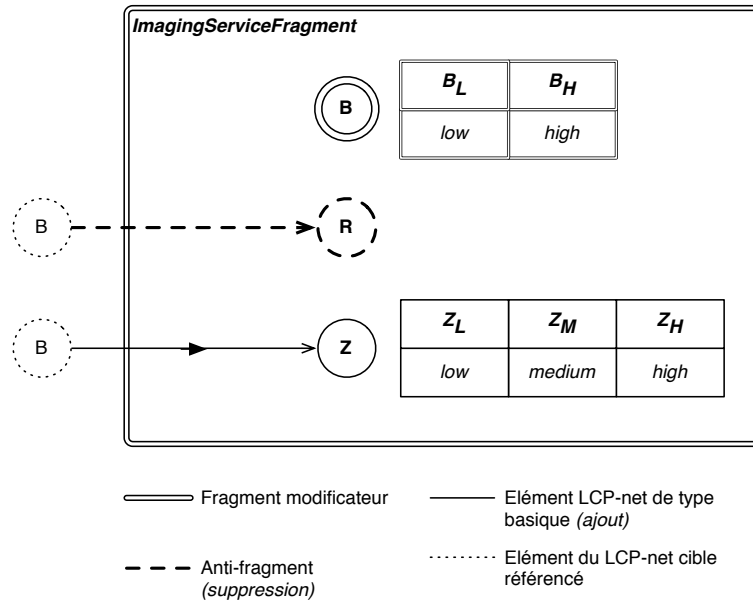 ImagingServiceFragment
B
B_L B_H
low high
B R
B Z
Z_L Z_M Z_H
low medium high
Fragment modificateur
Elément LCP-net de type
basique (ajout)
Anti-fragment
(suppression)
Elément du LCP-net cible
référencé